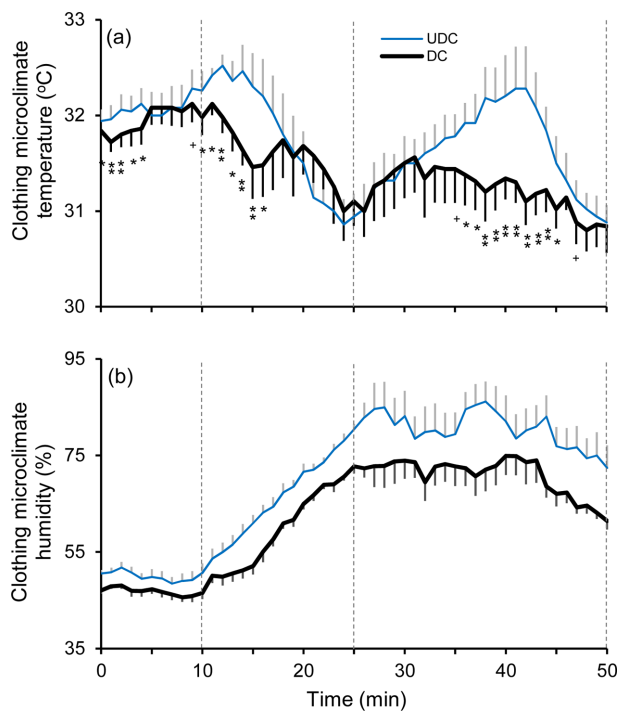 (a)
UDC
DC
Clothing microclimate
temperature (°C)
33
32
31
30
* ** ** * * + * * ** * ** ** * + * * ** ** ** ** ** ** ** * +
(b)
Clothing microclimate
humidity (%)
95
75
55
35
0 10 20 30 40 50
Time (min)